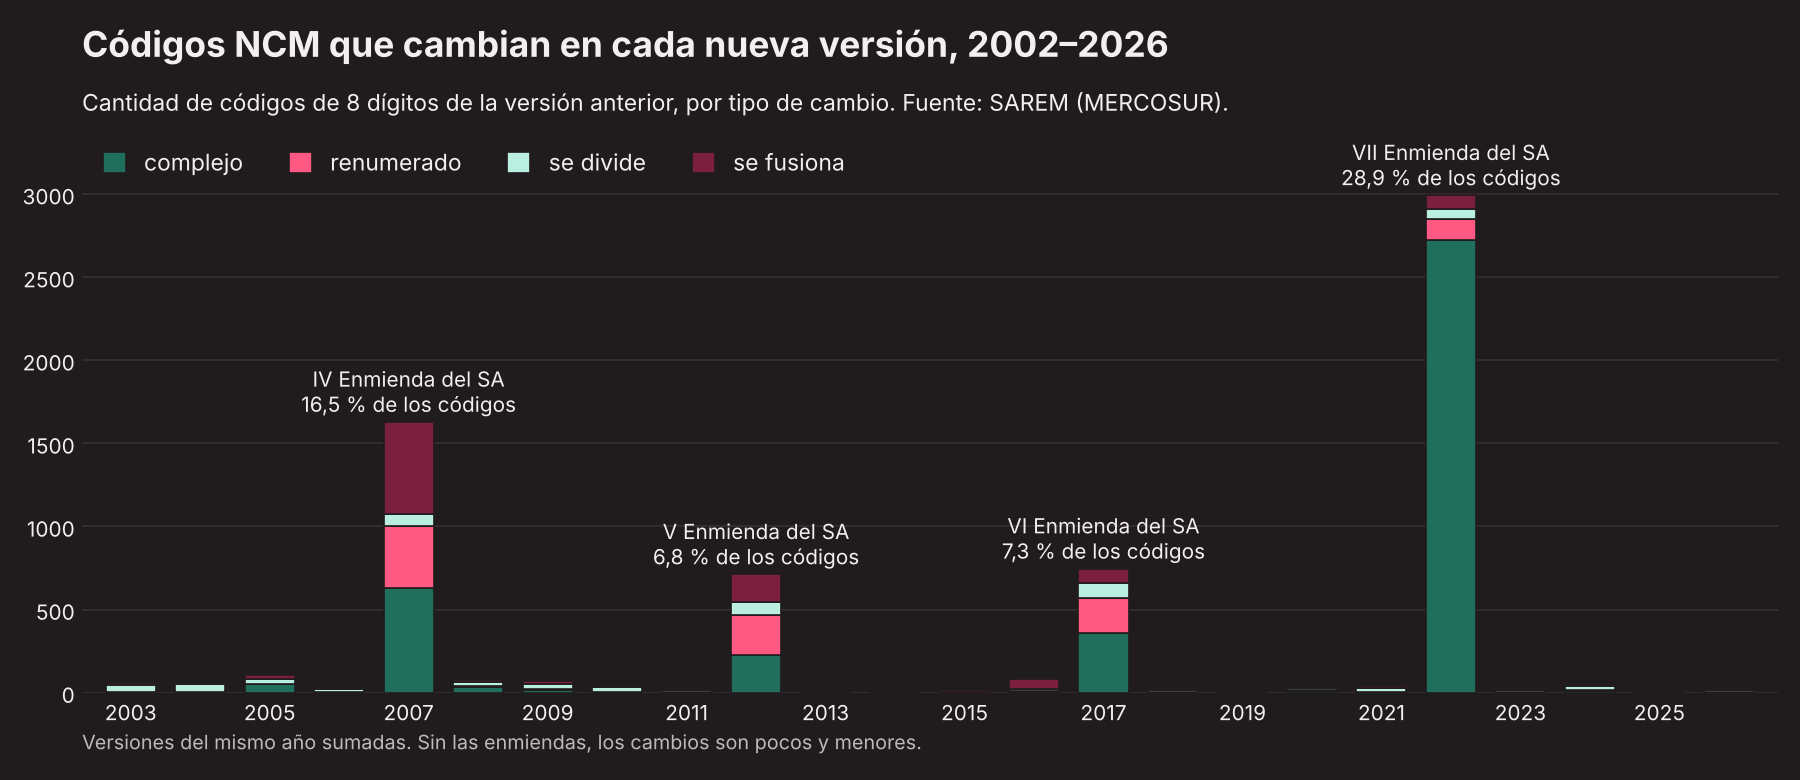 Códigos NCM que cambian en cada nueva versión, 2002–2026
Cantidad de códigos de 8 dígitos de la versión anterior, por tipo de cambio. Fuente: SAREM (MERCOSUR).
complejo renumerado se divide se fusiona
VII Enmienda del SA
28,9 % de los códigos
3000
2500
2000
IV Enmienda del SA
16,5 % de los códigos
1500
1000
V Enmienda del SA
6,8 % de los códigos
VI Enmienda del SA
7,3 % de los códigos
500
0
2003 2005 2007 2009 2011 2013 2015 2017 2019 2021 2023 2025
Versiones del mismo año sumadas. Sin las enmiendas, los cambios son pocos y menores.